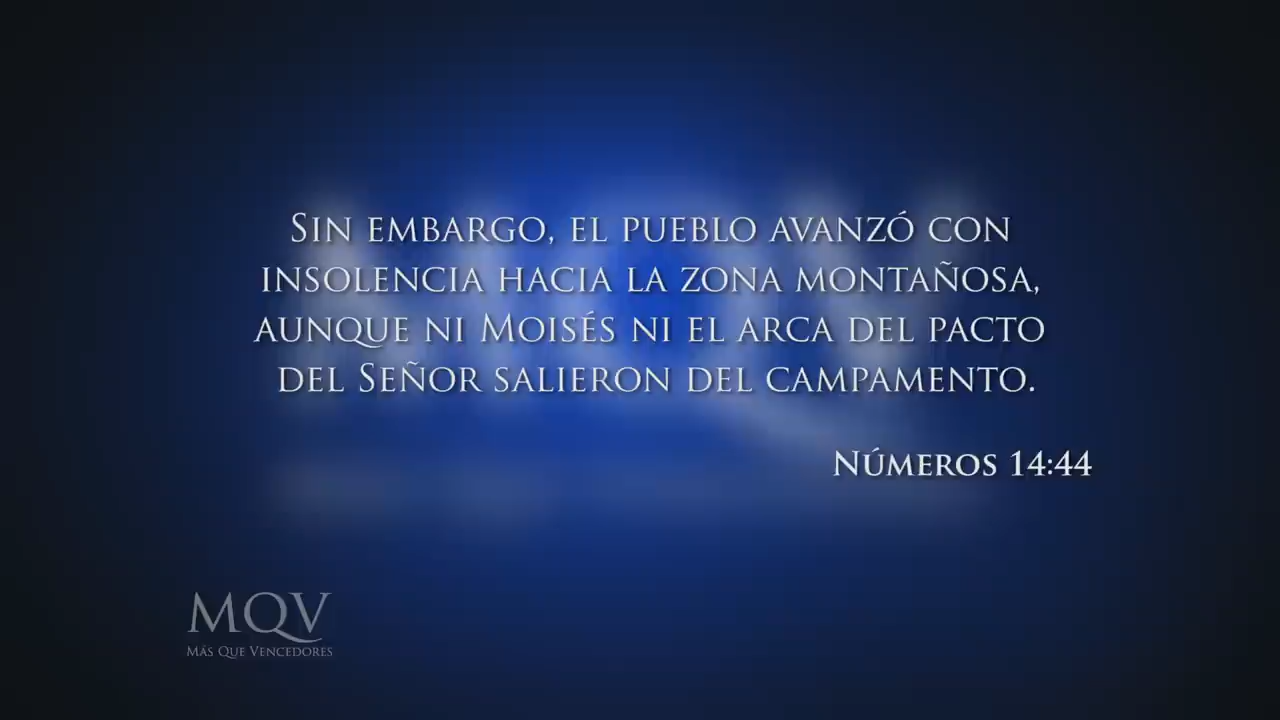 Sin embargo, el pueblo avanzó con
insolencia hacia la zona montañosa,
aunque ni Moisés ni el arca del pacto
del Señor salieron del campamento.
Números 14:44
MQV
Más Que Vencedores